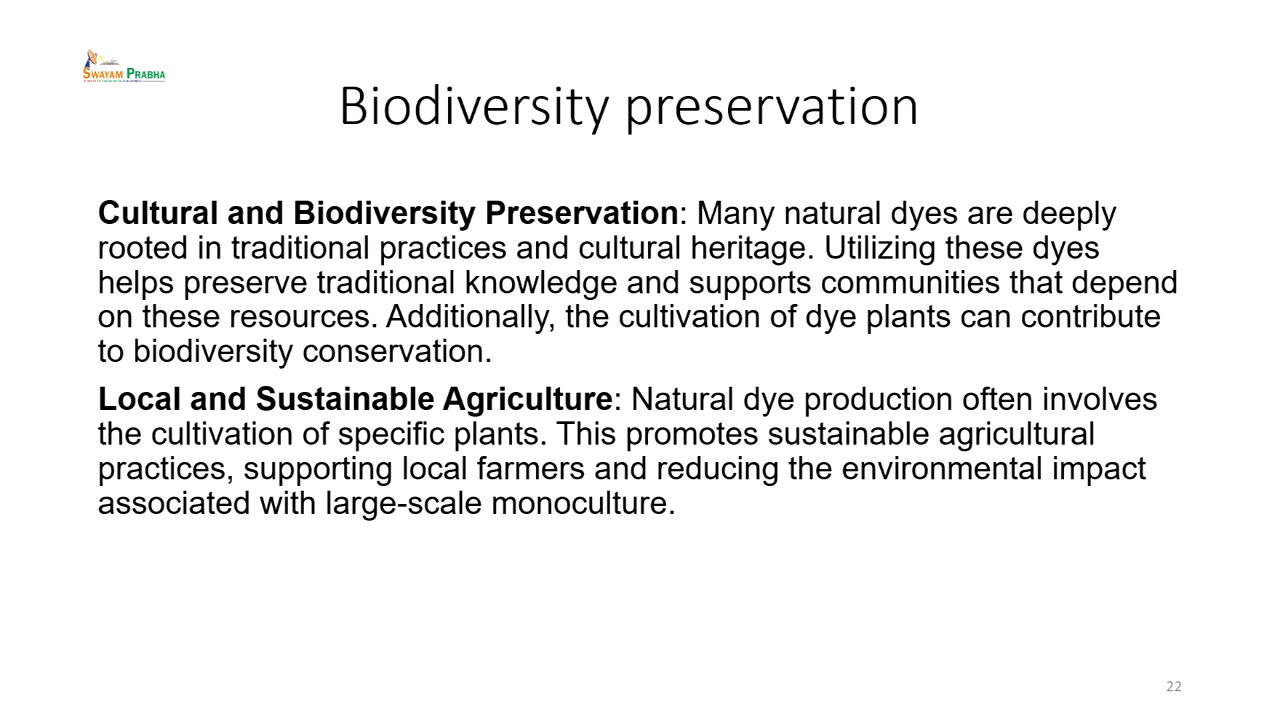 SWAYAM PRABHA
Biodiversity preservation
Cultural and Biodiversity Preservation: Many natural dyes are deeply
rooted in traditional practices and cultural heritage. Utilizing these dyes
helps preserve traditional knowledge and supports communities that depend
on these resources. Additionally, the cultivation of dye plants can contribute
to biodiversity conservation.
Local and Sustainable Agriculture: Natural dye production often involves
the cultivation of specific plants. This promotes sustainable agricultural
practices, supporting local farmers and reducing the environmental impact
associated with large-scale monoculture.
22